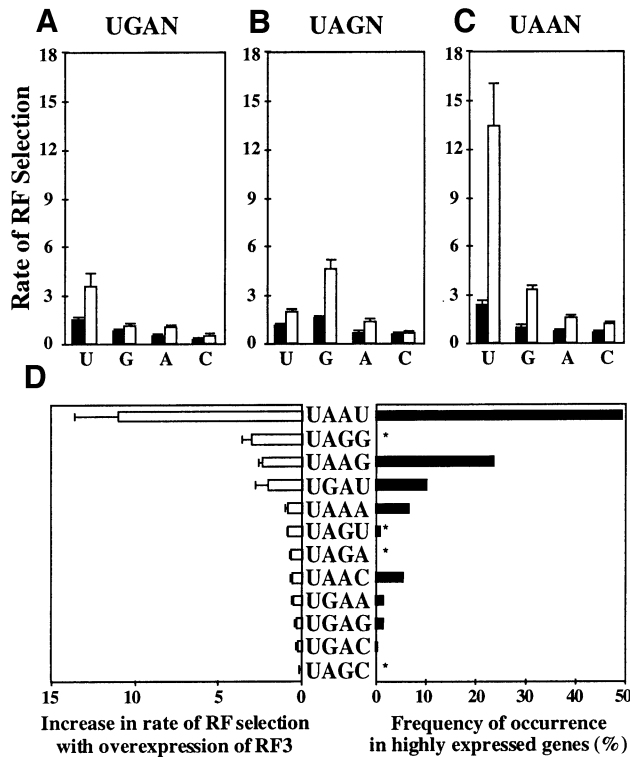 A UGAN B UAGN C UAAN
Rate of RF Selection
18 18 18
15 15 15
12 12 12
9 9 9
6 6 6
3 3 3
0 0 0
U G A C U G A C U G A C
D
UAAU
UAGG *
UAAG
UGAU
UAAA
UAGU *
UAGA *
UAAC
UGAA
UGAG
UGAC
UAGC *
15 10 5 0 0 10 20 30 40 50
Increase in rate of RF selection
with overexpression of RF3
Frequency of occurrence
in highly expressed genes (%)